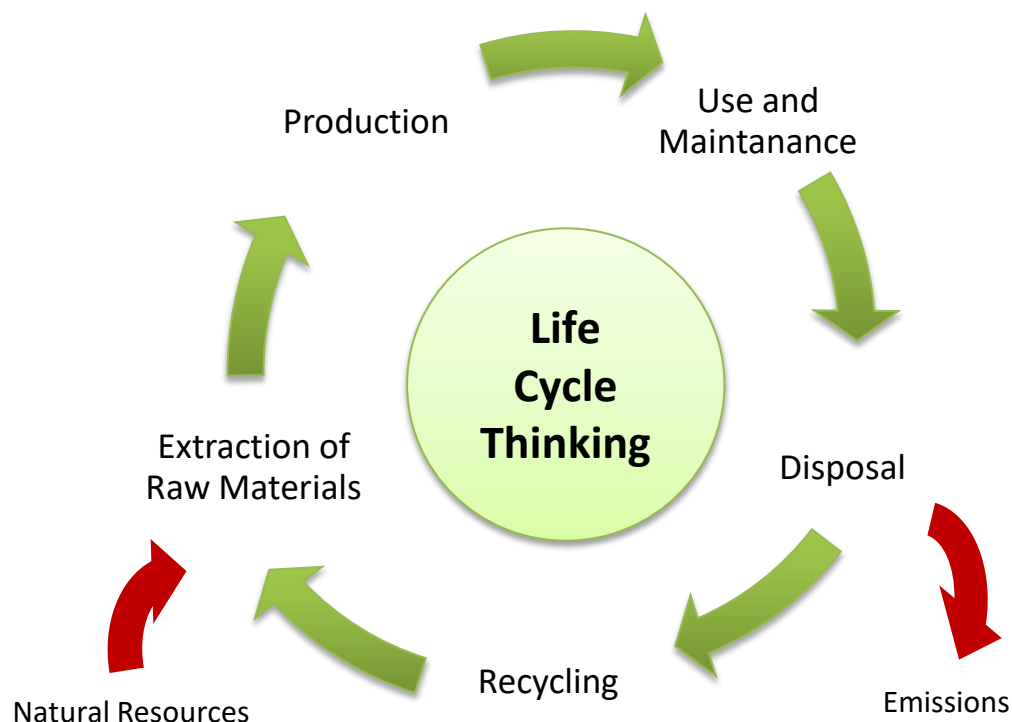 Production
Use and
Maintanance
Life
Cycle
Thinking
Extraction of
Raw Materials
Disposal
Recycling
Natural Resources
Emissions